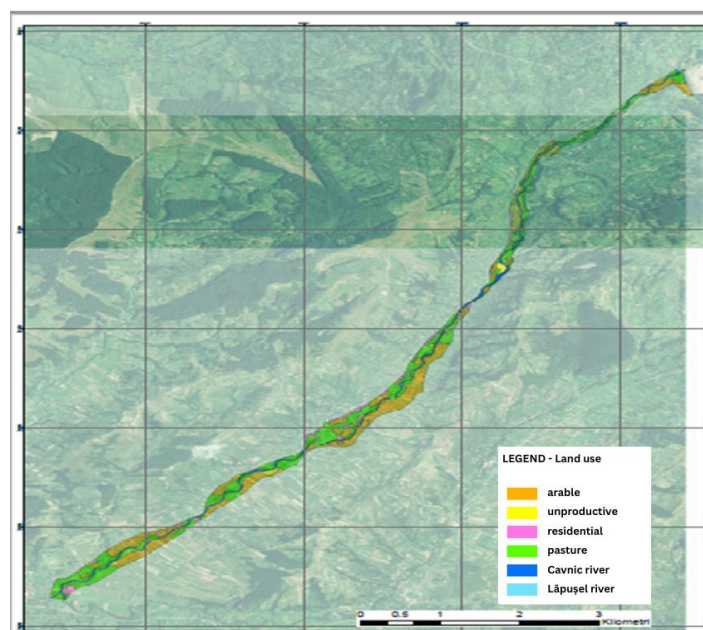 LEGEND - Land use
arable
unproductive
residential
pasture
Cavnic river
Lăpușel river
0 0.5 1 2 3
Kilometri